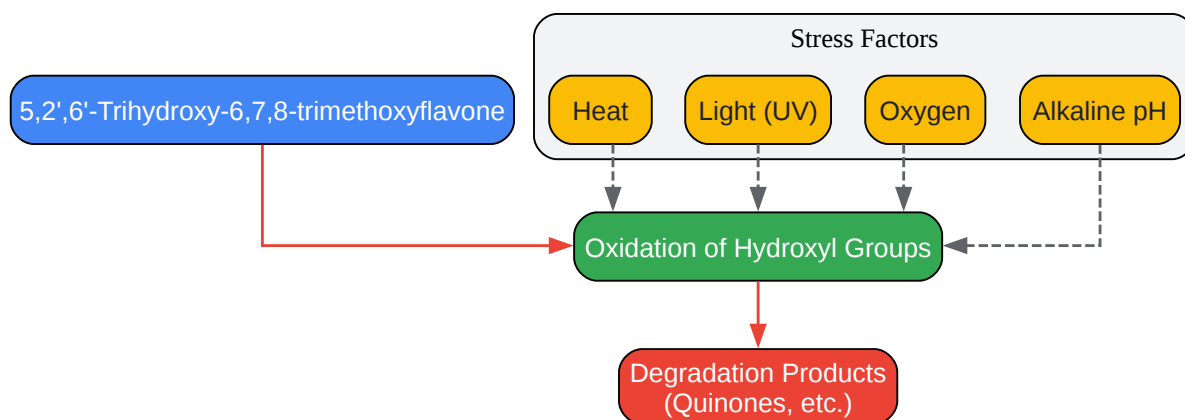 Stress Factors
5,2',6'-Trihydroxy-6,7,8-trimethoxyflavone
Heat
Light (UV)
Oxygen
Alkaline pH
Oxidation of Hydroxyl Groups
Degradation Products
(Quinones, etc.)